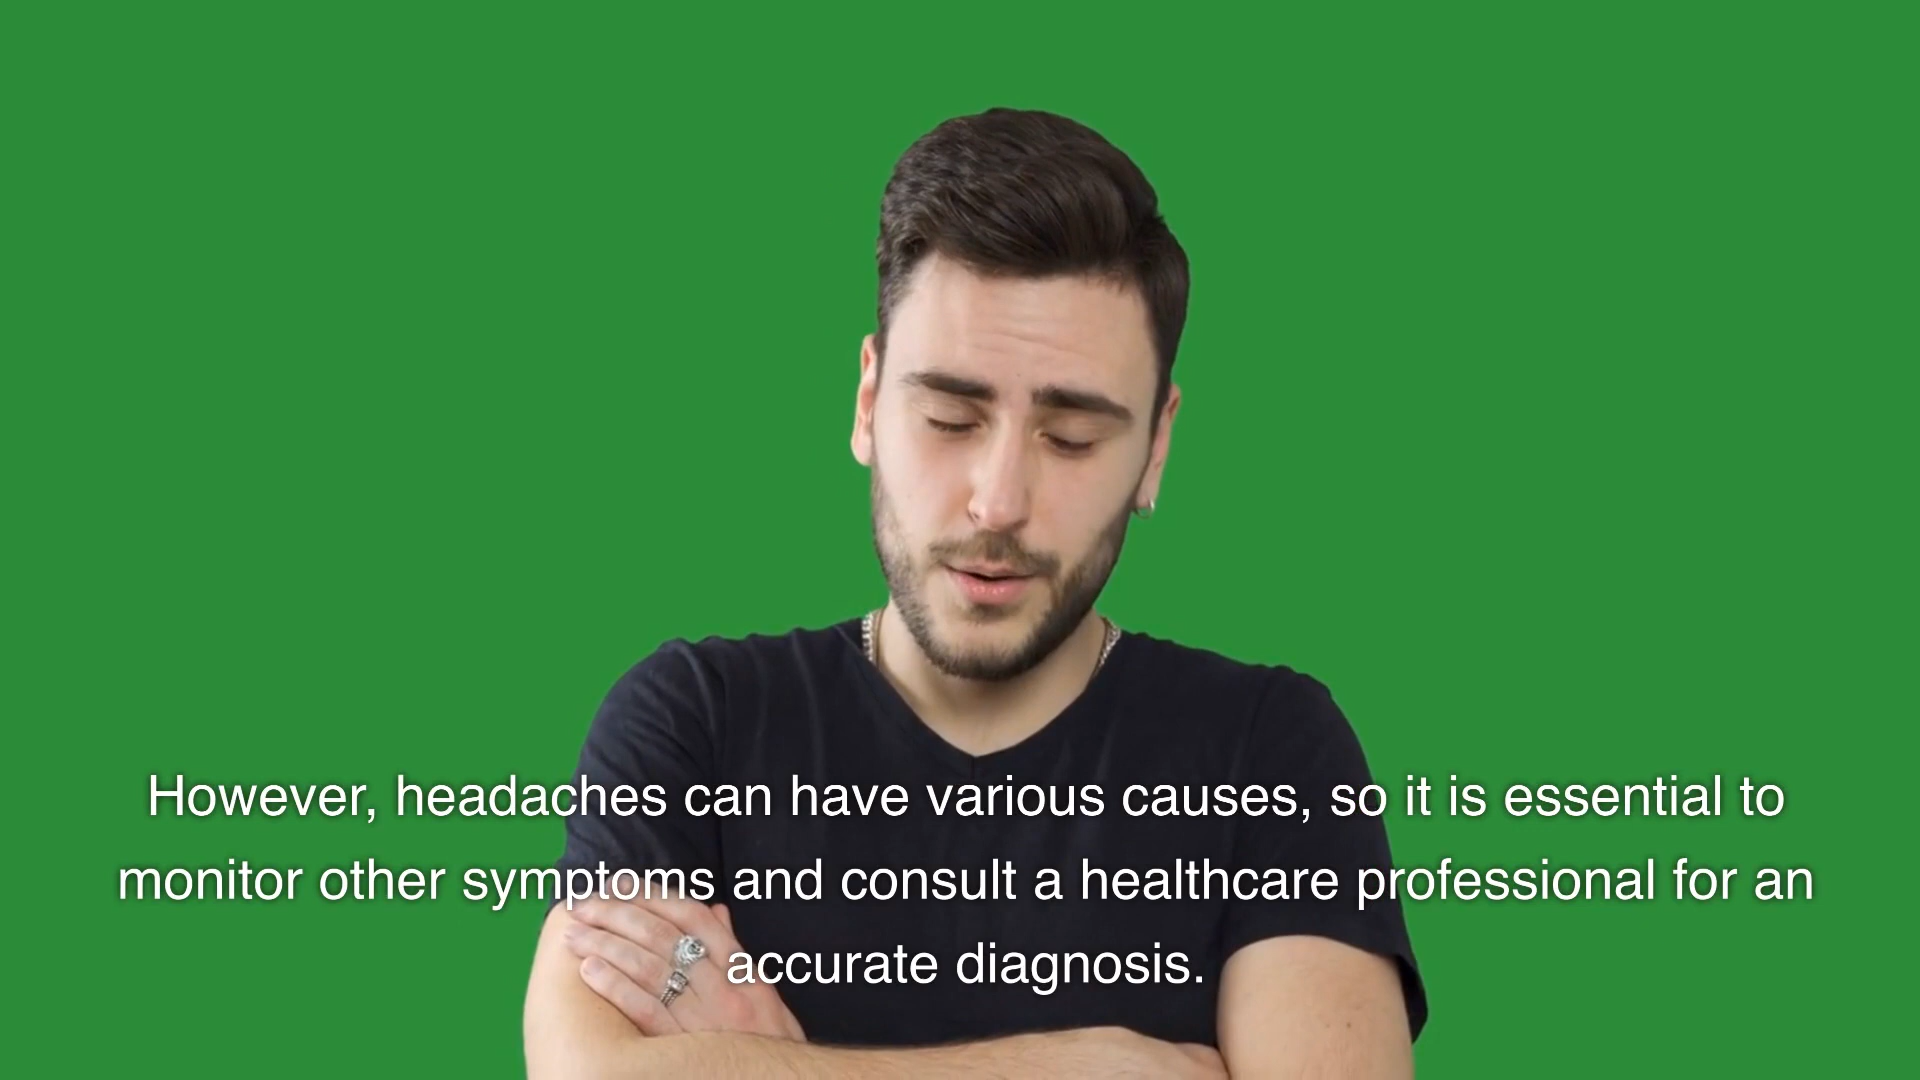 However, headaches can have various causes, so it is essential to
monitor other symptoms and consult a healthcare professional for an
accurate diagnosis.